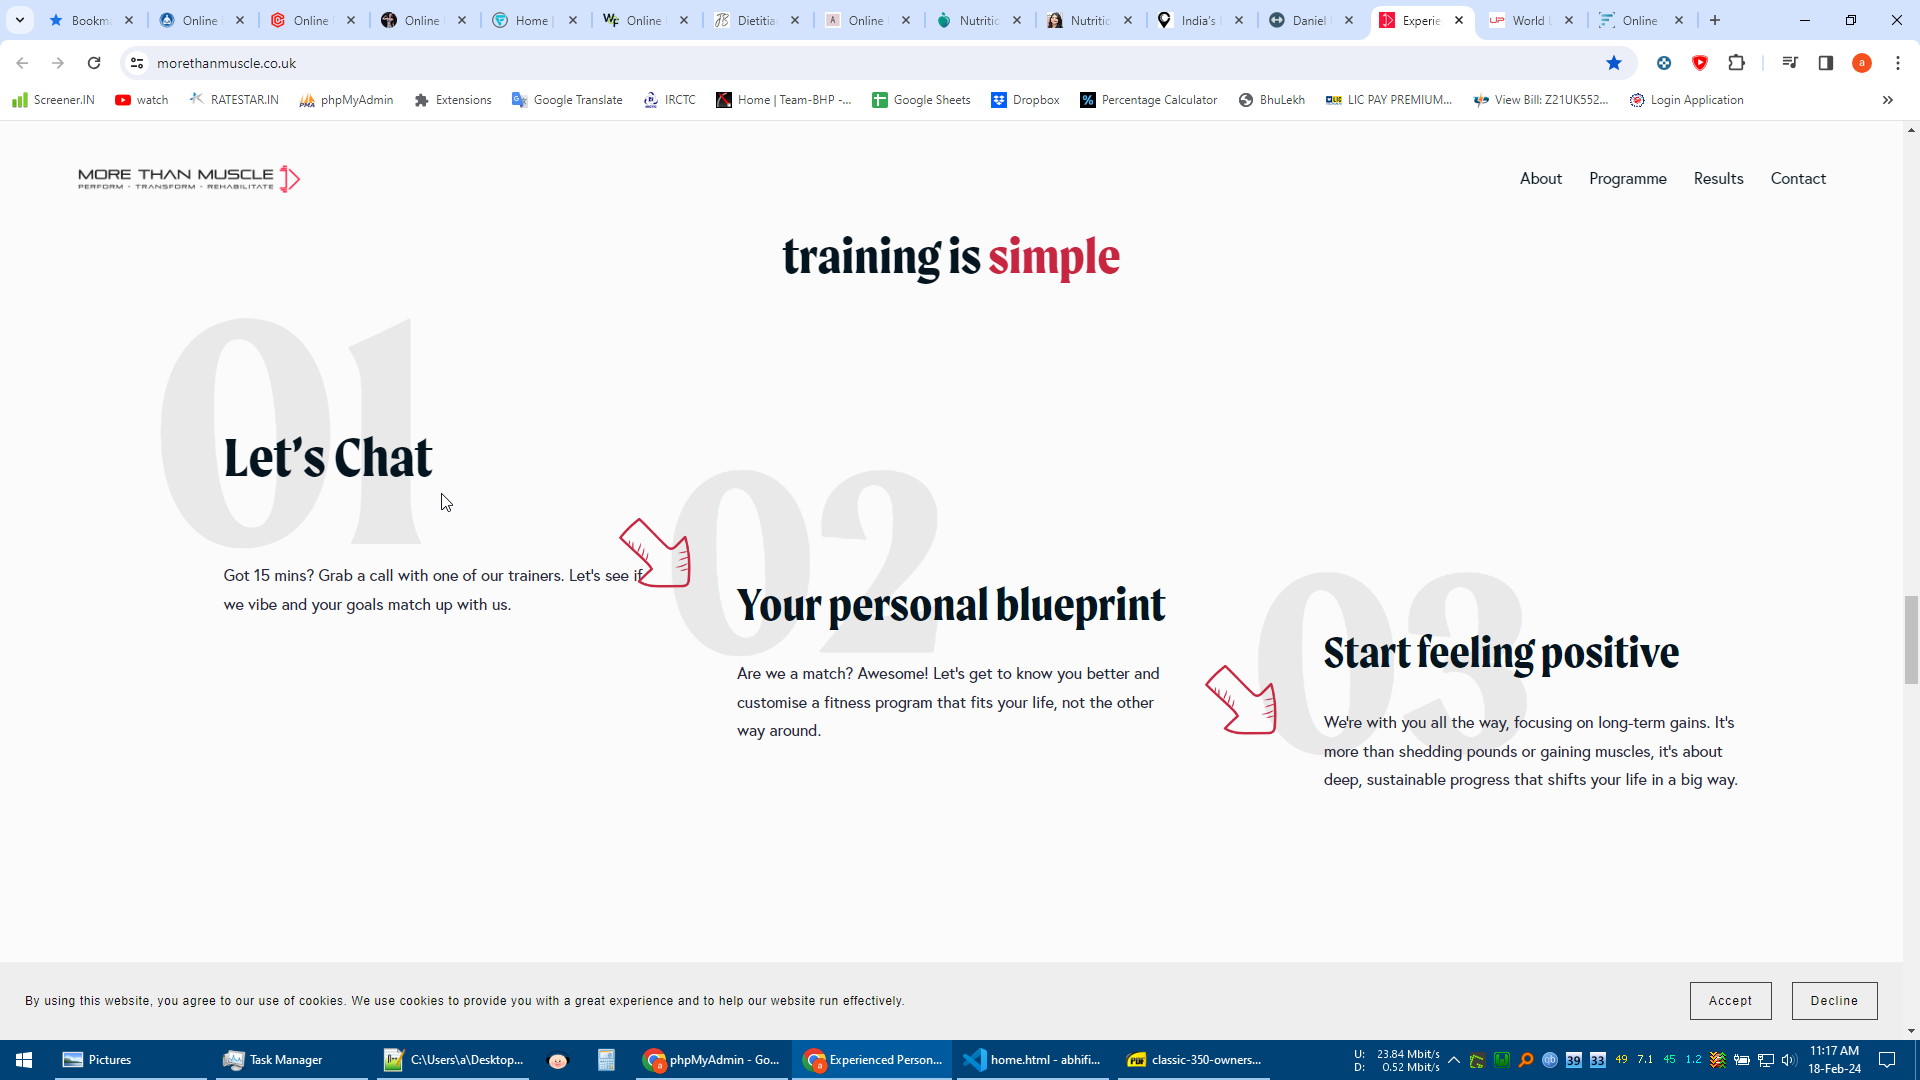 Bookma
Online
Online
Online
Home |
Online
Dietitia
Online
Nutritio
Nutritio
India's
Daniel
Experie
World
Online
morethanmuscle.co.uk
Screener.IN
watch
RATESTAR.IN
phpMyAdmin
Extensions
Google Translate
IRCTC
Home | Team-BHP -...
Google Sheets
Dropbox
Percentage Calculator
BhuLekh
LIC PAY PREMIUM...
View Bill: Z21UK552...
Login Application
MORE THAN MUSCLE
PERFORM - TRANSFORM - REHABILITATE
About
Programme
Results
Contact
training is simple
01
Let's Chat
Got 15 mins? Grab a call with one of our trainers. Let's see if
we vibe and your goals match up with us.
02
Your personal blueprint
Are we a match? Awesome! Let's get to know you better and
customise a fitness program that fits your life, not the other
way around.
03
Start feeling positive
We're with you all the way, focusing on long-term gains. It's
more than shedding pounds or gaining muscles, it's about
deep, sustainable progress that shifts your life in a big way.
By using this website, you agree to our use of cookies. We use cookies to provide you with a great experience and to help our website run effectively.
Accept
Decline
Pictures
Task Manager
C:\Users\a\Desktop...
phpMyAdmin - Go...
Experienced Person...
home.html - abhifi...
classic-350-owners...
U: 23.84 Mbit/s
D: 0.52 Mbit/s
39
33
49
7.1
45
1.2
11:17 AM
18-Feb-24